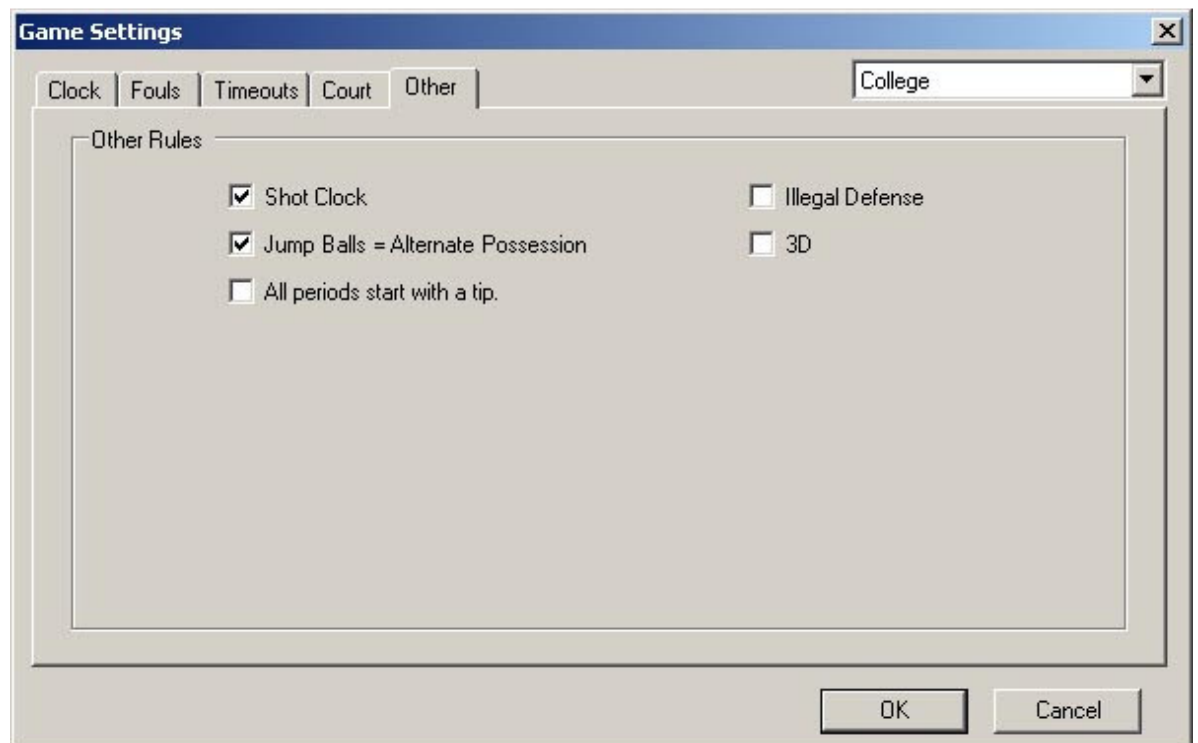 Game Settings
Clock Fouls Timeouts Court Other College
Other Rules
Shot Clock Illegal Defense
Jump Balls = Alternate Possession 3D
All periods start with a tip.
OK Cancel